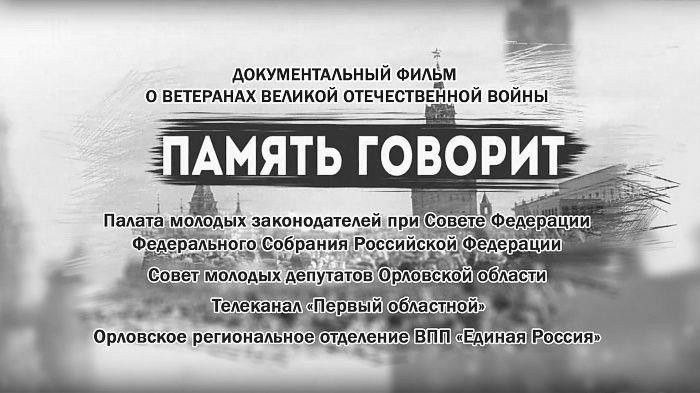 ДОКУМЕНТАЛЬНЫЙ ФИЛЬМ
О ВЕТЕРАНАХ ВЕЛИКОЙ ОТЕЧЕСТВЕННОЙ ВОЙНЫ
ПАМЯТЬ ГОВОРИТ
Палата молодых законодателей при Совете Федерации
Федерального Собрания Российской Федерации
Совет молодых депутатов Орловской области
Телеканал «Первый областной»
Орловское региональное отделение ВПП «Единая Россия»